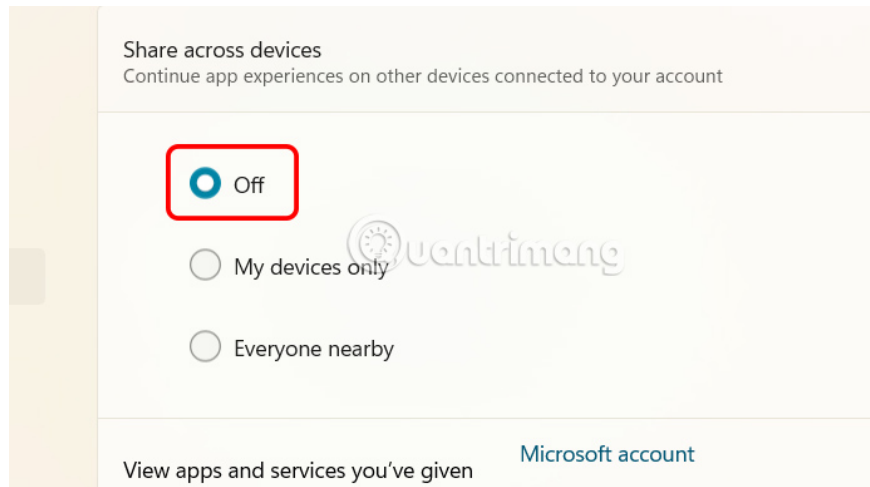 Share across devices
Continue app experiences on other devices connected to your account
Off
My devices only
uantrimang
Everyone nearby
Microsoft account
View apps and services you've given